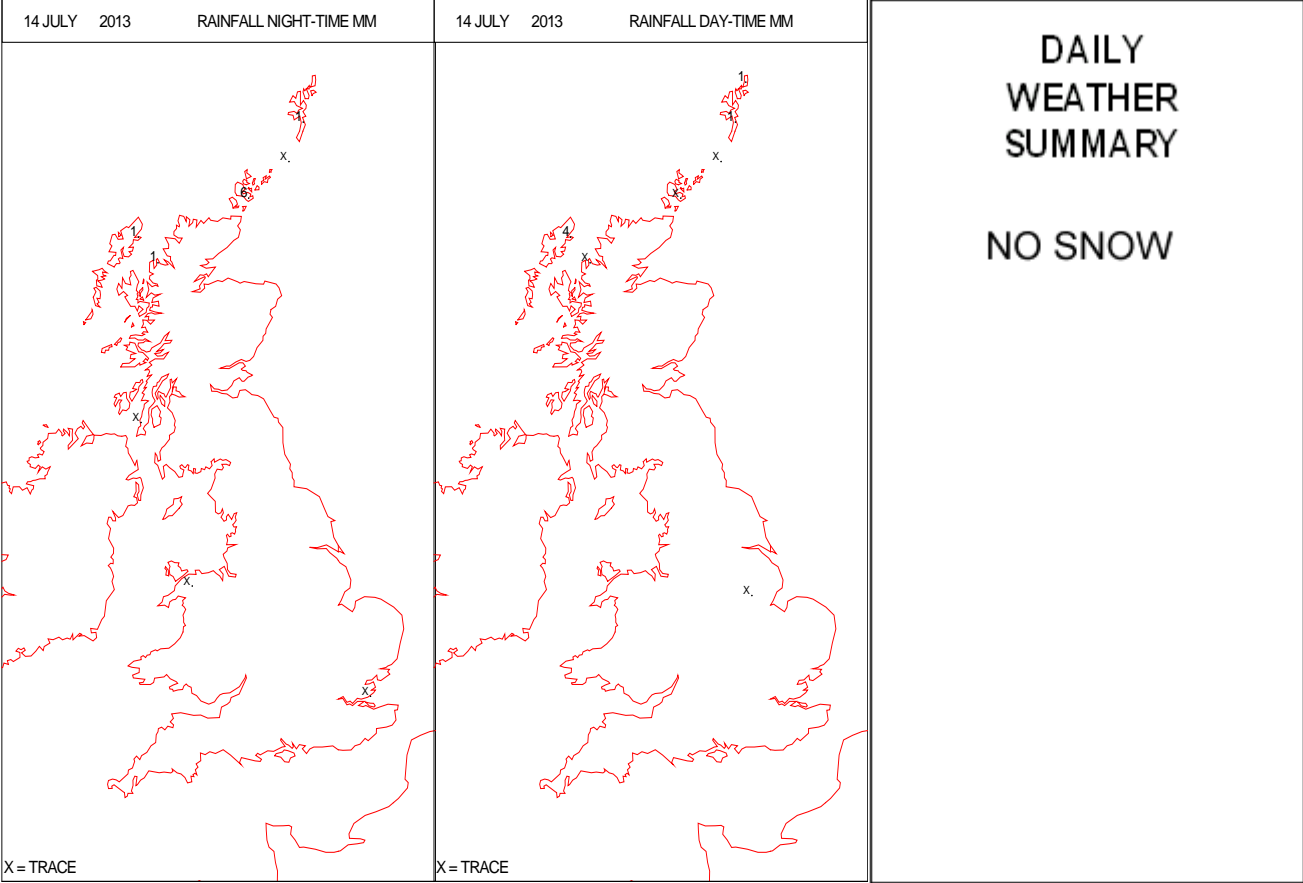 14 JULY 2013 RAINFALL NIGHT-TIME MM
1
X.
6
1
1
X
X.
X.
X = TRACE
14 JULY 2013 RAINFALL DAY-TIME MM
1
1
X.
X
4
X
X.
X = TRACE
DAILY
WEATHER
SUMMARY
NO SNOW